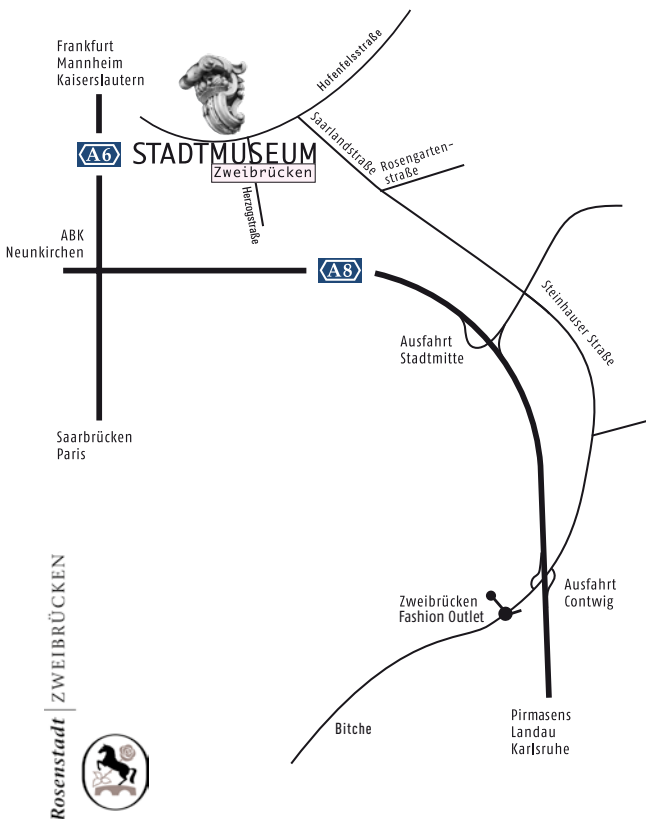 Frankfurt
Mannheim
Kaiserslautern
Hofenfelsstraße
A6
STADTMUSEUM
Zweibrücken
Saarlandstraße
Rosengarten-
straße
Herzogstraße
ABK
Neunkirchen
A8
Steinhauser Straße
Ausfahrt
Stadtmitte
Saarbrücken
Paris
Ausfahrt
Contwig
Zweibrücken
Fashion Outlet
Pirmasens
Landau
Karlsruhe
Bitche
Rosenstadt | ZWEIBRÜCKEN